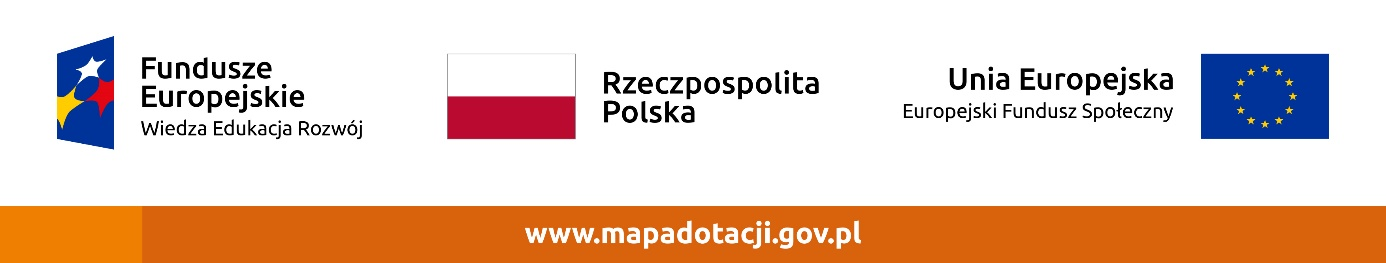 Fundusze
Europejskie
Wiedza Edukacja Rozwój
Rzeczpospolita
Polska
Unia Europejska
Europejski Fundusz Społeczny
www.mapadotacji.gov.pl